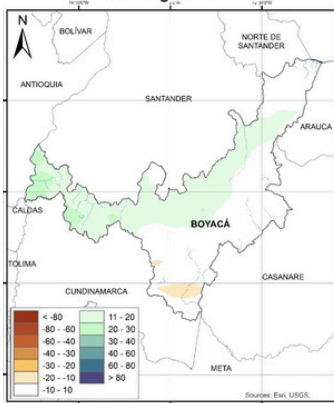 N
BOLÍVAR
NORTE DE
SANTANDER
ANTIOQUIA
SANTANDER
ARAUCA
CALDAS
BOYACÁ
TOLIMA
CASANARE
CUNDINAMARCA
META
< -80
-80 - -60
-60 - -40
-40 - -30
-30 - -20
-20 - -10
-10 - 10
11 - 20
20 - 30
30 - 40
40 - 60
60 - 80
> 80
Sources: Esri, USGS,